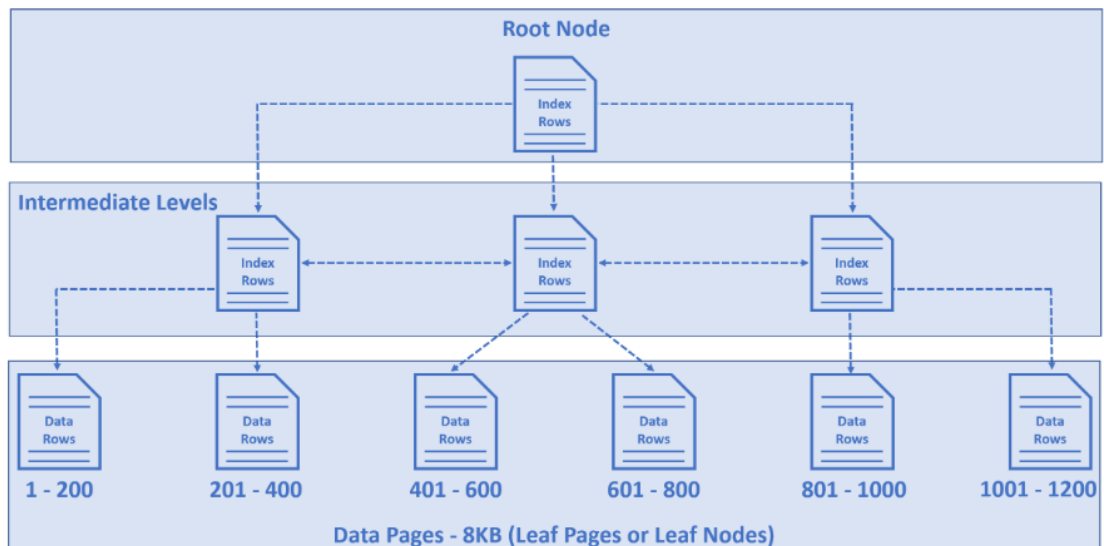 Root Node
Index
Rows
Intermediate Levels
Index
Rows
Index
Rows
Index
Rows
Data
Rows
Data
Rows
Data
Rows
Data
Rows
Data
Rows
Data
Rows
1 - 200
201 - 400
401 - 600
601 - 800
801 - 1000
1001 - 1200
Data Pages - 8KB (Leaf Pages or Leaf Nodes)